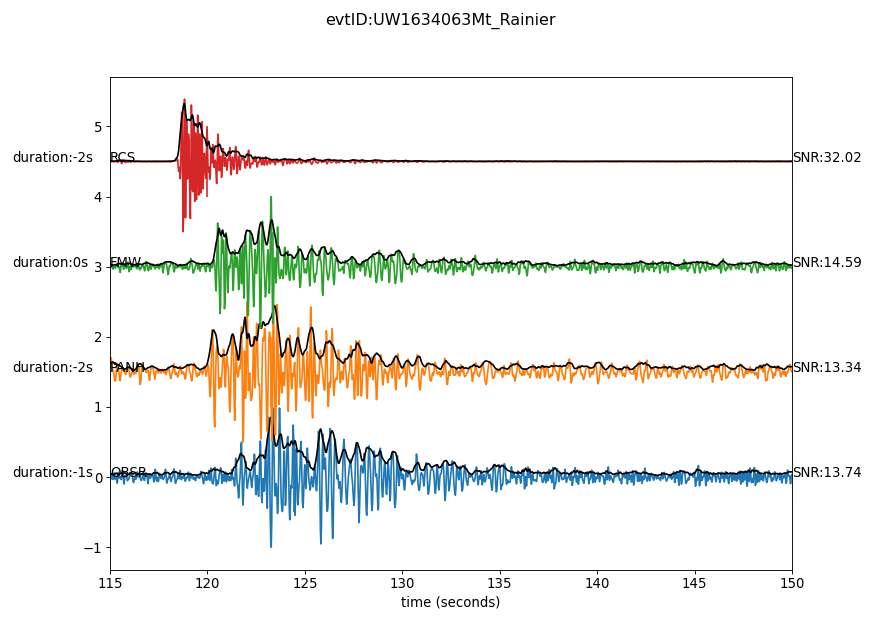 evtID:UW1634063Mt_Rainier
5
duration:-2s RCS SNR:32.02
4
duration:0s 3 FMW SNR:14.59
2
duration:-2s PANH SNR:13.34
1
duration:-1s 0 OBSR SNR:13.74
−1
115 120 125 130 135 140 145 150
time (seconds)